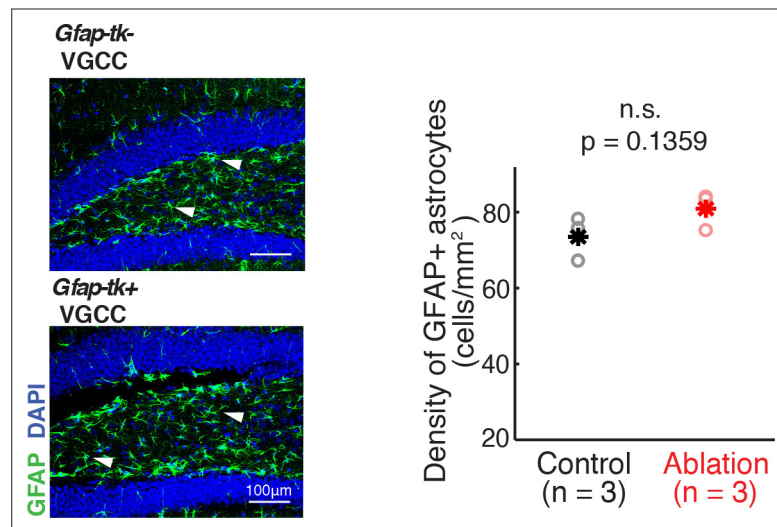 Gfap-tk-
VGCC
Gfap-tk+
VGCC
GFAP DAPI
100μm
n.s.
p = 0.1359
Density of GFAP+ astrocytes
(cells/mm²)
80
60
40
20
Control
(n = 3)
Ablation
(n = 3)